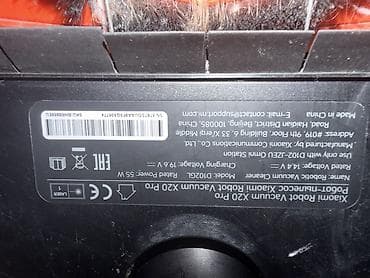 Xiaomi Robot Vacuum X20 Pro
Робот-пылесос Xiaomi Robot Vacuum X20 Pro
Name: Robotic Vacuum Cleaner Model: D102GL
Rated Voltage: 14.4 V Charging Voltage: 19.6 V Rated Power: 55 W
Use only with Omni Station
Manufactured by: Xiaomi Communications Co., Ltd.
Address: #019, 9th Floor, Building 6, 33 Xi'erqi Middle
Road, Haidian District, Beijing, China, 100085
Made in China E-mail: contact@support.mi.com
EAC
LASER 1